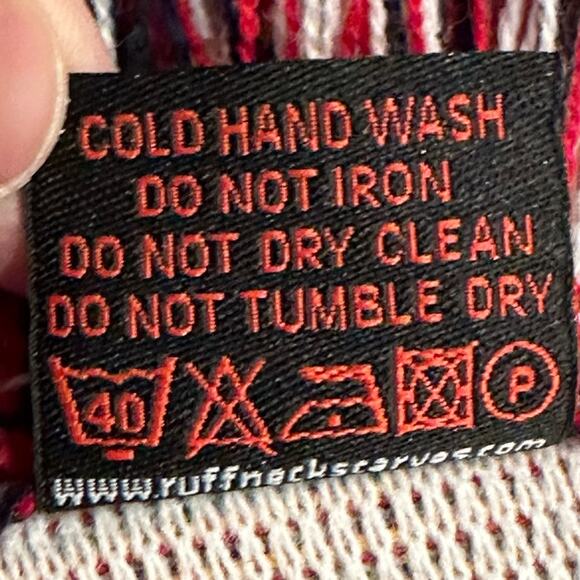 COLD HAND WASH
DO NOT IRON
DO NOT DRY CLEAN
DO NOT TUMBLE DRY
40 P
www.ruffneckscarves.com